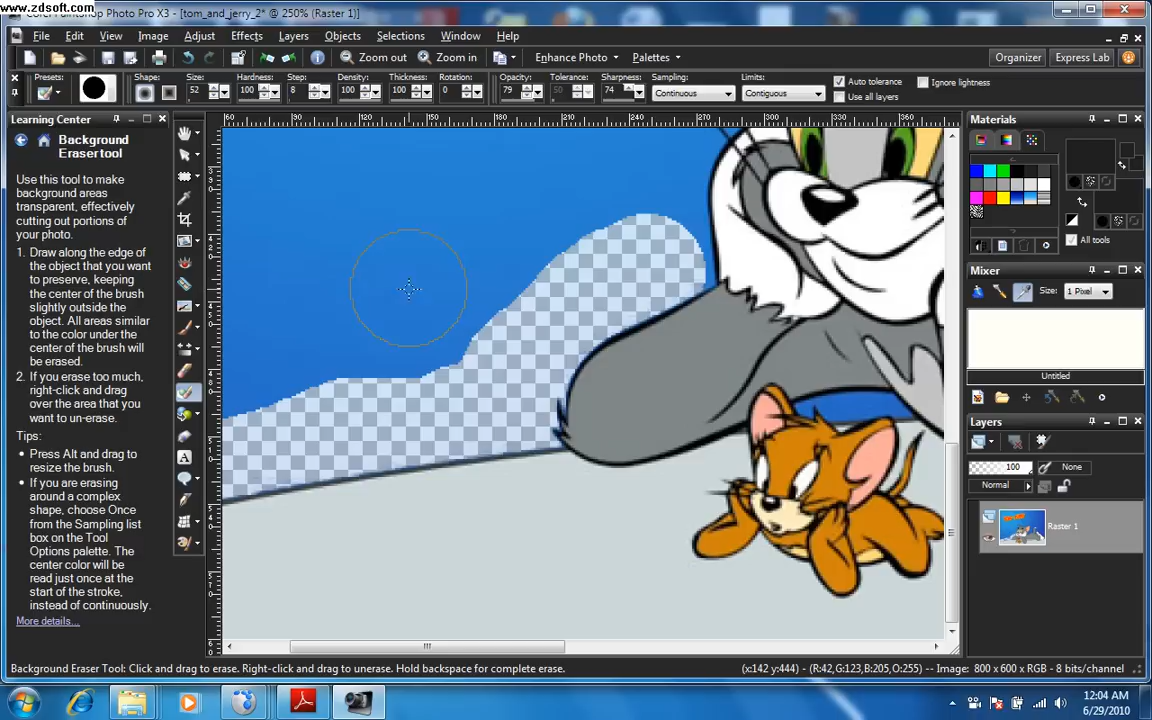 www.zdsoft.com
Corel PaintShop Photo Pro X3 - [tom_and_jerry_2* @ 250% (Raster 1)]
File Edit View Image Adjust Effects Layers Objects Selections Window Help
Zoom out Zoom in Enhance Photo Palettes Organizer Express Lab
Presets: Shape: Size: Hardness: Step: Density: Thickness: Rotation: Opacity: Tolerance: Sharpness: Sampling: Limits:
52 100 8 100 100 0 79 50 74 Continuous Contiguous
Auto tolerance Ignore lightness
Use all layers
Learning Center
Background
Eraser tool
Use this tool to make
background areas
transparent, effectively
cutting out portions of
your photo.
1. Draw along the edge of
the object that you want
to preserve, keeping
the center of the brush
slightly outside the
object. All areas similar
to the color under the
center of the brush will
be erased.
2. If you erase too much,
right-click and drag
over the area that you
want to un-erase.
Tips:
• Press Alt and drag to
resize the brush.
• If you are erasing
around a complex
shape, choose Once
from the Sampling list
box on the Tool
Options palette. The
center color will be
read just once at the
start of the stroke,
instead of continuously.
More details...
60 90 120 150 180 210 240 270 300 330 360
Materials
All tools
Mixer
Size: 1 Pixel
Untitled
Layers
100 None
Normal
Raster 1
Background Eraser Tool: Click and drag to erase. Right-click and drag to unerase. Hold backspace for complete erase.
(x:142 y:444) -- (R:42,G:123,B:205,O:255) -- Image: 800 x 600 x RGB - 8 bits/channel
12:04 AM
6/29/2010